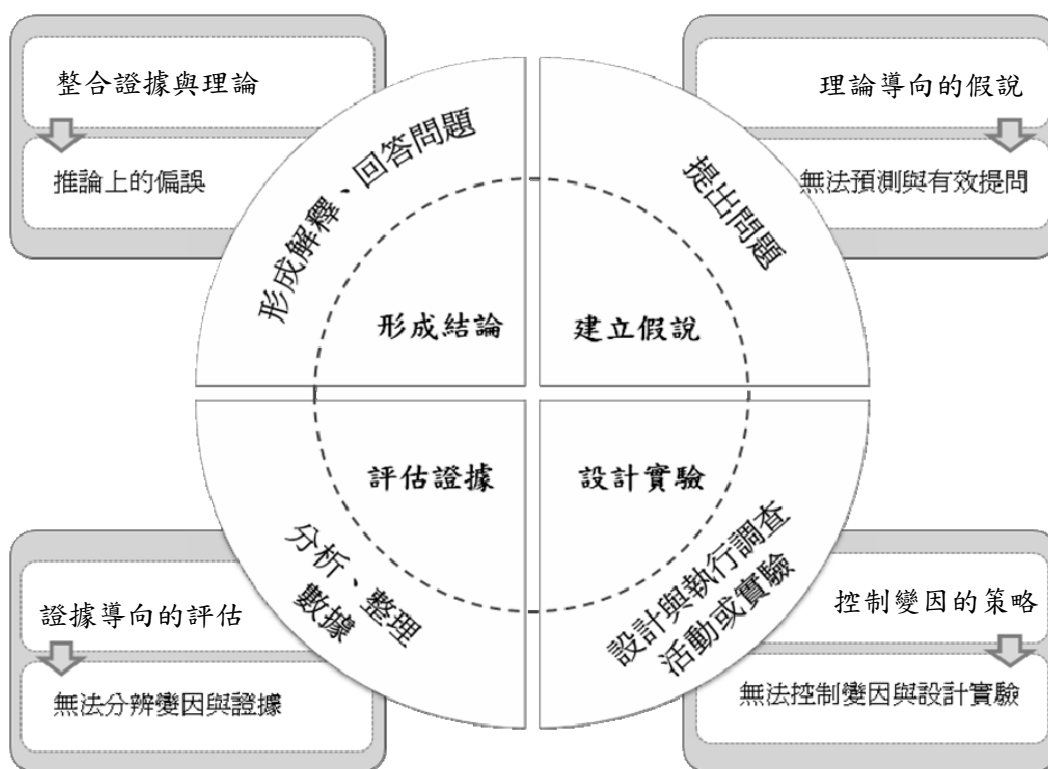 整合證據與理論
推論上的偏誤
理論導向的假說
無法預測與有效提問
形成解釋、回答問題
提出問題
形成結論
建立假說
評估證據
設計實驗
分析、整理
數據
設計與執行調查
活動或實驗
證據導向的評估
無法分辨變因與證據
控制變因的策略
無法控制變因與設計實驗